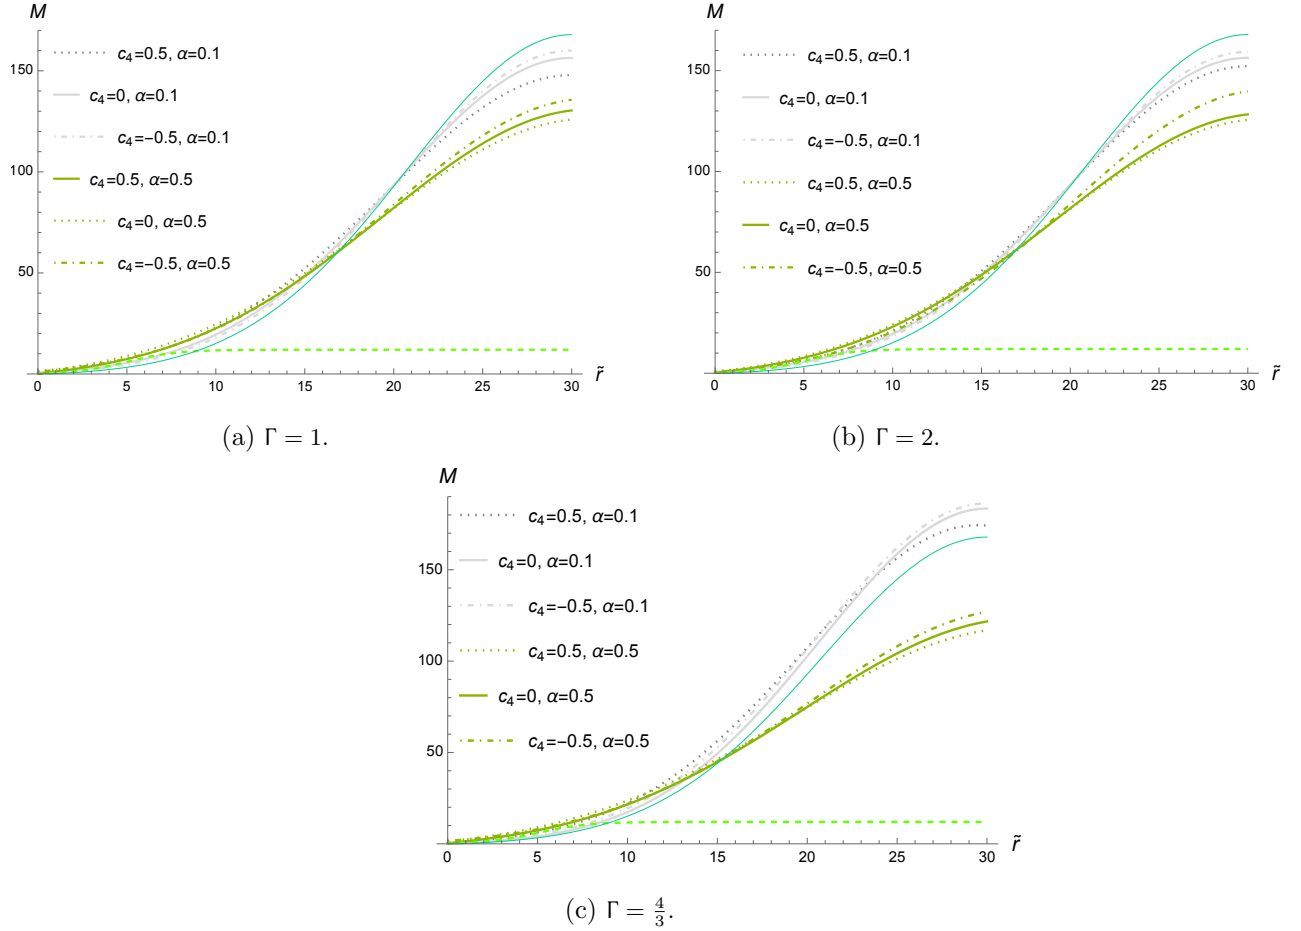 M
c4=0.5, α=0.1
c4=0, α=0.1
c4=−0.5, α=0.1
c4=0.5, α=0.5
c4=0, α=0.5
c4=−0.5, α=0.5
150
100
50
0 5 10 15 20 25 30 r̃
(a) Γ = 1.
M
c4=0.5, α=0.1
c4=0, α=0.1
c4=−0.5, α=0.1
c4=0.5, α=0.5
c4=0, α=0.5
c4=−0.5, α=0.5
150
100
50
0 5 10 15 20 25 30 r̃
(b) Γ = 2.
M
c4=0.5, α=0.1
c4=0, α=0.1
c4=−0.5, α=0.1
c4=0.5, α=0.5
c4=0, α=0.5
c4=−0.5, α=0.5
150
100
50
0 5 10 15 20 25 30 r̃
(c) Γ = 4/3.